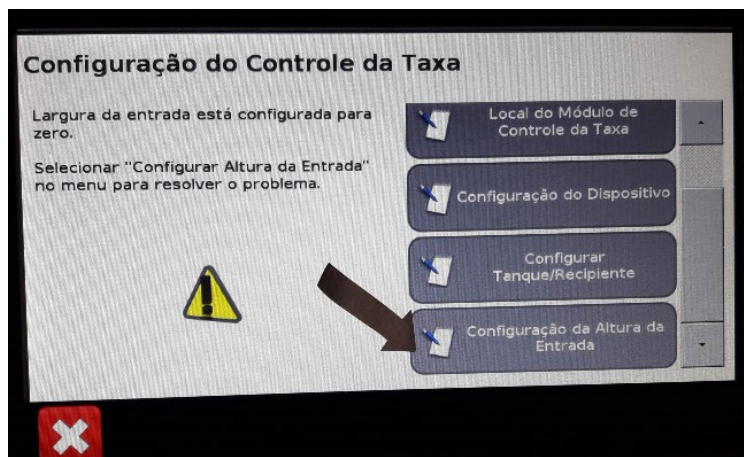 Configuração do Controle da Taxa
Largura da entrada está configurada para
zero.
Selecionar "Configurar Altura da Entrada"
no menu para resolver o problema.
Local do Módulo de
Controle da Taxa
Configuração do Dispositivo
Configurar
Tanque/Recipiente
Configuração da Altura da
Entrada